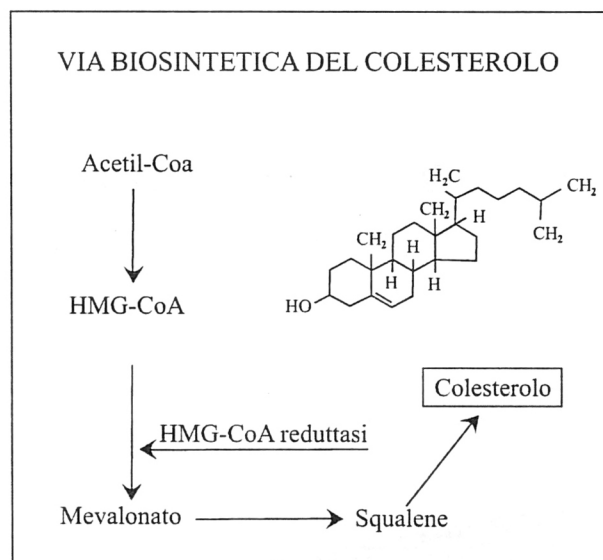 VIA BIOSINTETICA DEL COLESTEROLO
Acetil-Coa
H₂C
CH₂
CH₂
H
CH₂
CH₂
H
H
H
HO
HMG-CoA
Colesterolo
HMG-CoA reduttasi
Mevalonato
Squalene